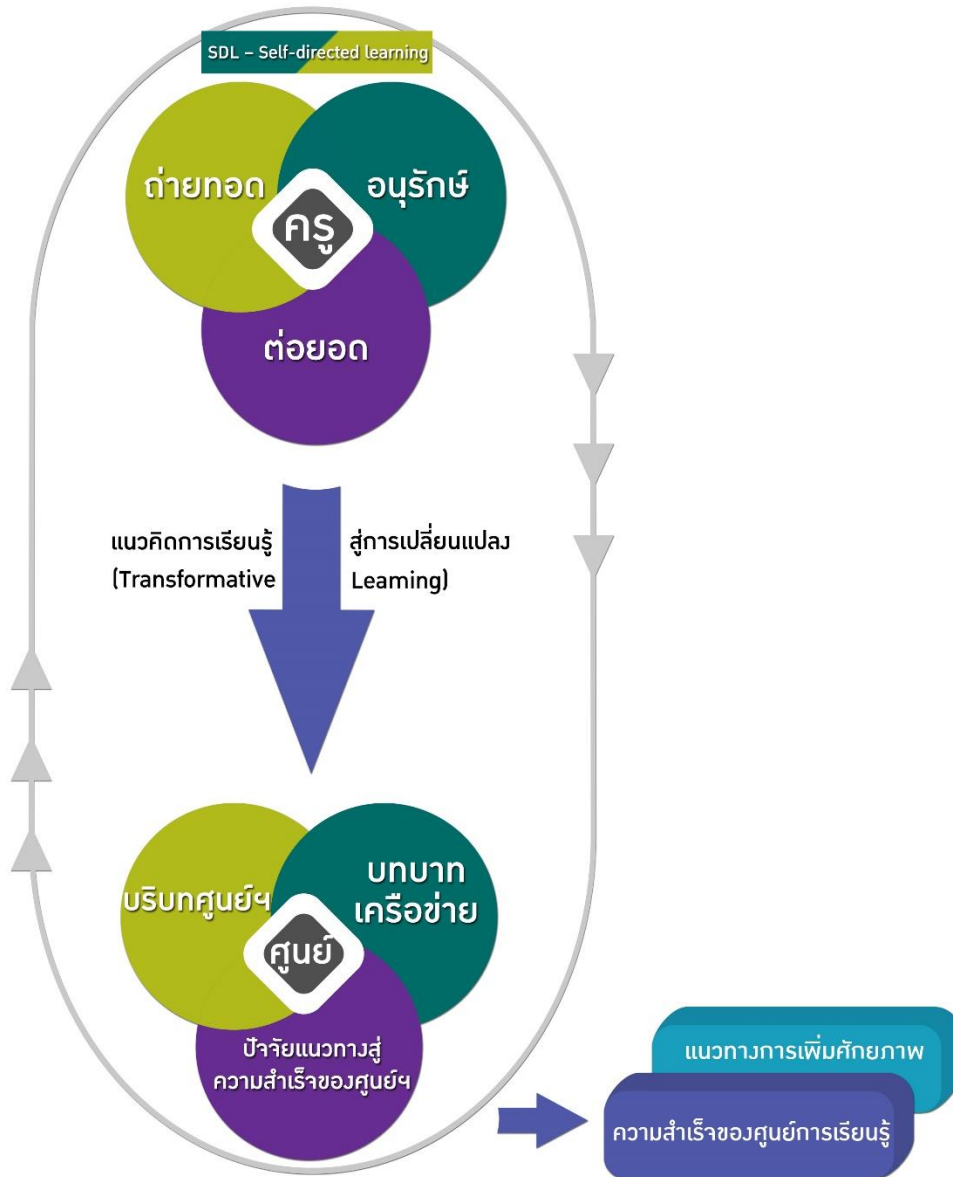 SDL – Self-directed learning
ถ่ายทอด
อนุรักษ์
ครู
ต่อยอด
แนวคิดการเรียนรู้ สู่การเปลี่ยนแปลง
(Transformative Learning)
บริบทศูนย์ฯ
บทบาท
เครือข่าย
ศูนย์
ปัจจัยแนวทางสู่
ความสำเร็จของศูนย์ฯ
แนวทางการเพิ่มศักยภาพ
ความสำเร็จของศูนย์การเรียนรู้